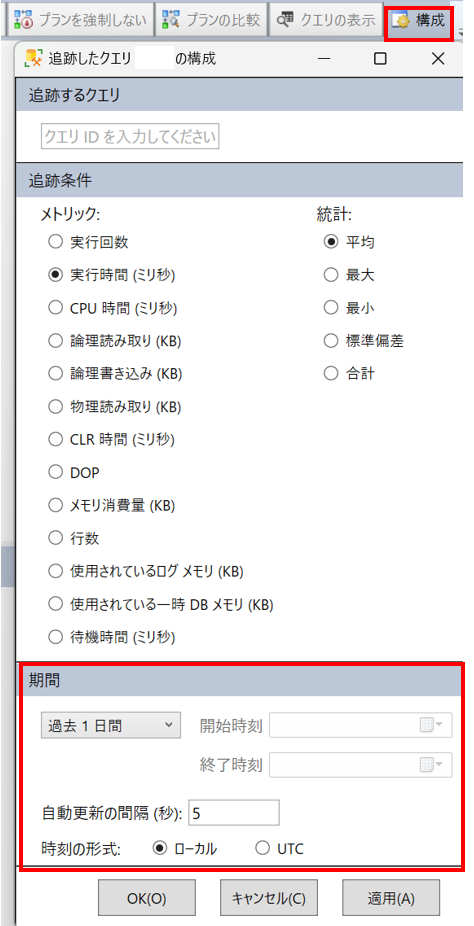 プランを強制しない プランの比較 クエリの表示 構成
追跡したクエリ の構成
追跡するクエリ
クエリ ID を入力してください
追跡条件
メトリック: 統計:
実行回数 平均
実行時間 (ミリ秒) 最大
CPU 時間 (ミリ秒) 最小
論理読み取り (KB) 標準偏差
論理書き込み (KB) 合計
物理読み取り (KB)
CLR 時間 (ミリ秒)
DOP
メモリ消費量 (KB)
行数
使用されているログ メモリ (KB)
使用されている一時 DB メモリ (KB)
待機時間 (ミリ秒)
期間
過去 1 日間 開始時刻
終了時刻
自動更新の間隔 (秒): 5
時刻の形式: ローカル UTC
OK(O) キャンセル(C) 適用(A)